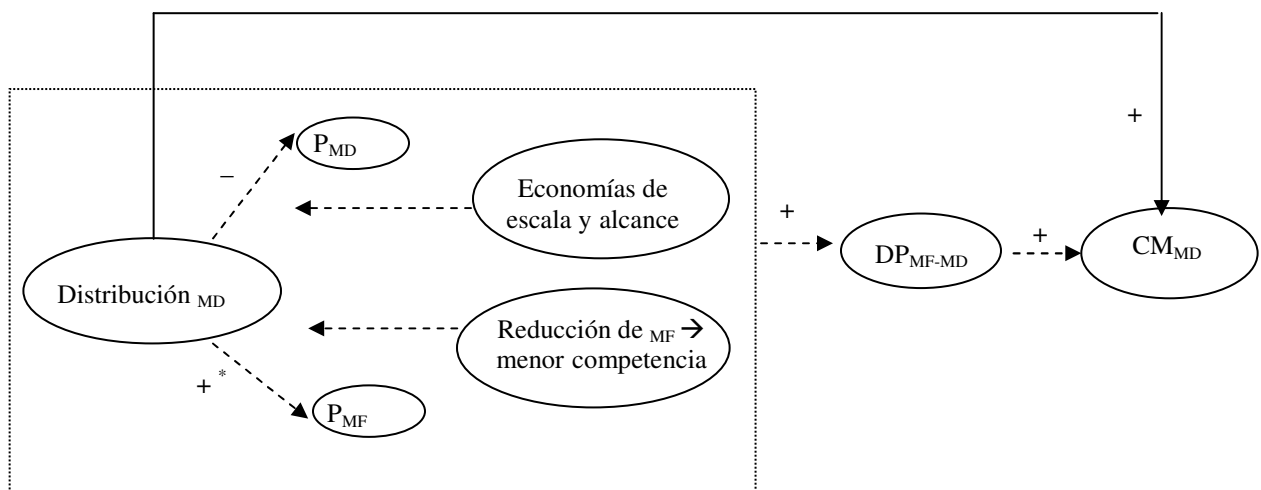 +
P_MD
–
Economías de
escala y alcance
+
+
DP_MF-MD
CM_MD
Distribución _MD
Reducción de _MF →
menor competencia
+ *
P_MF